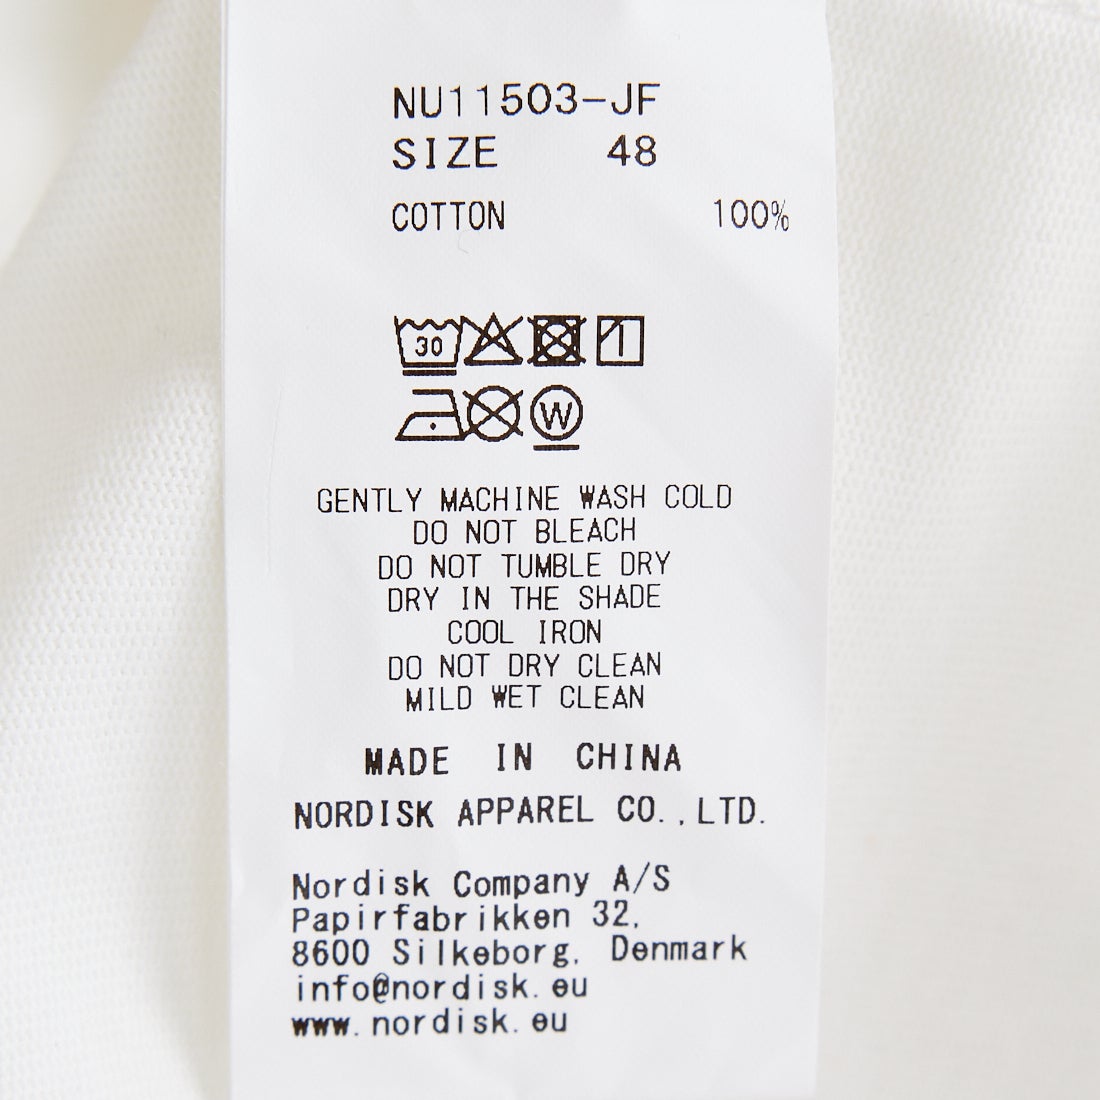 NU11503-JF
SIZE 48
COTTON 100%
30
W
GENTLY MACHINE WASH COLD
DO NOT BLEACH
DO NOT TUMBLE DRY
DRY IN THE SHADE
COOL IRON
DO NOT DRY CLEAN
MILD WET CLEAN
MADE IN CHINA
NORDISK APPAREL CO.,LTD.
Nordisk Company A/S
Papirfabrikken 32,
8600 Silkeborg, Denmark
info@nordisk.eu
www.nordisk.eu